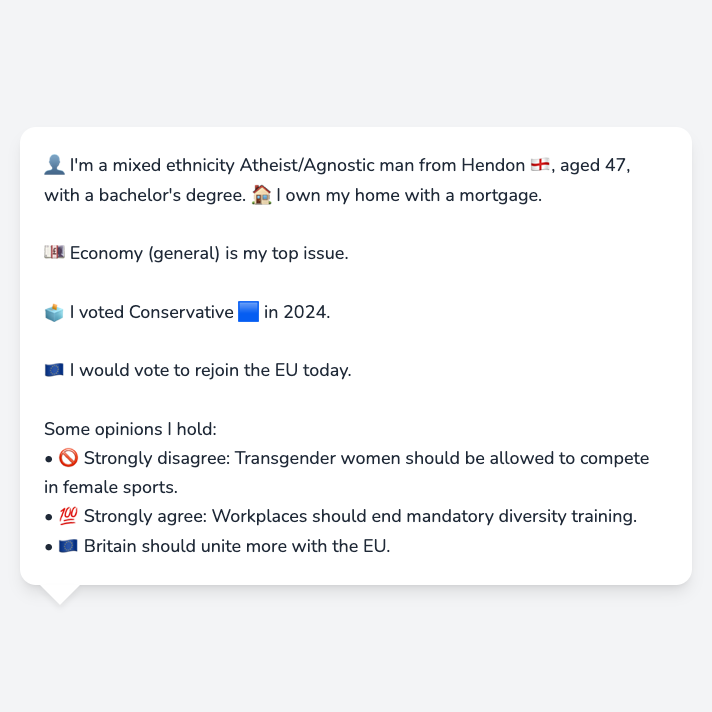 👤 I'm a mixed ethnicity Atheist/Agnostic man from Hendon 🏴󠁧󠁢󠁥󠁮󠁧󠁿, aged 47,
with a bachelor's degree. 🏠 I own my home with a mortgage.
💷 Economy (general) is my top issue.
🗳️ I voted Conservative 🟦 in 2024.
🇪🇺 I would vote to rejoin the EU today.
Some opinions I hold:
• 🚫 Strongly disagree: Transgender women should be allowed to compete
in female sports.
• 💯 Strongly agree: Workplaces should end mandatory diversity training.
• 🇪🇺 Britain should unite more with the EU.